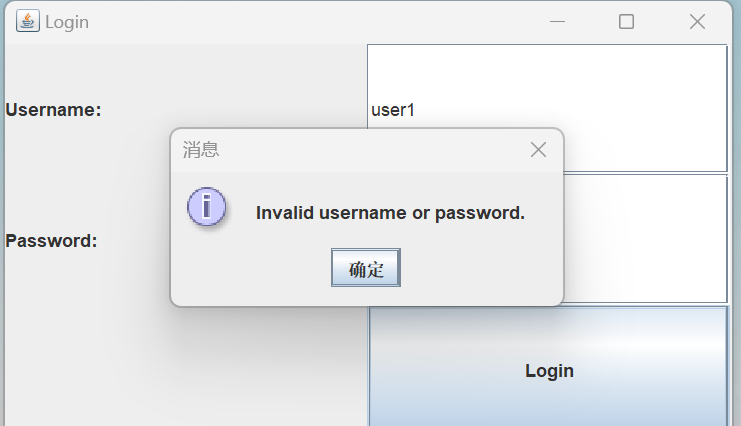 Login
Username:
user1
消息
Invalid username or password.
确定
Password:
Login